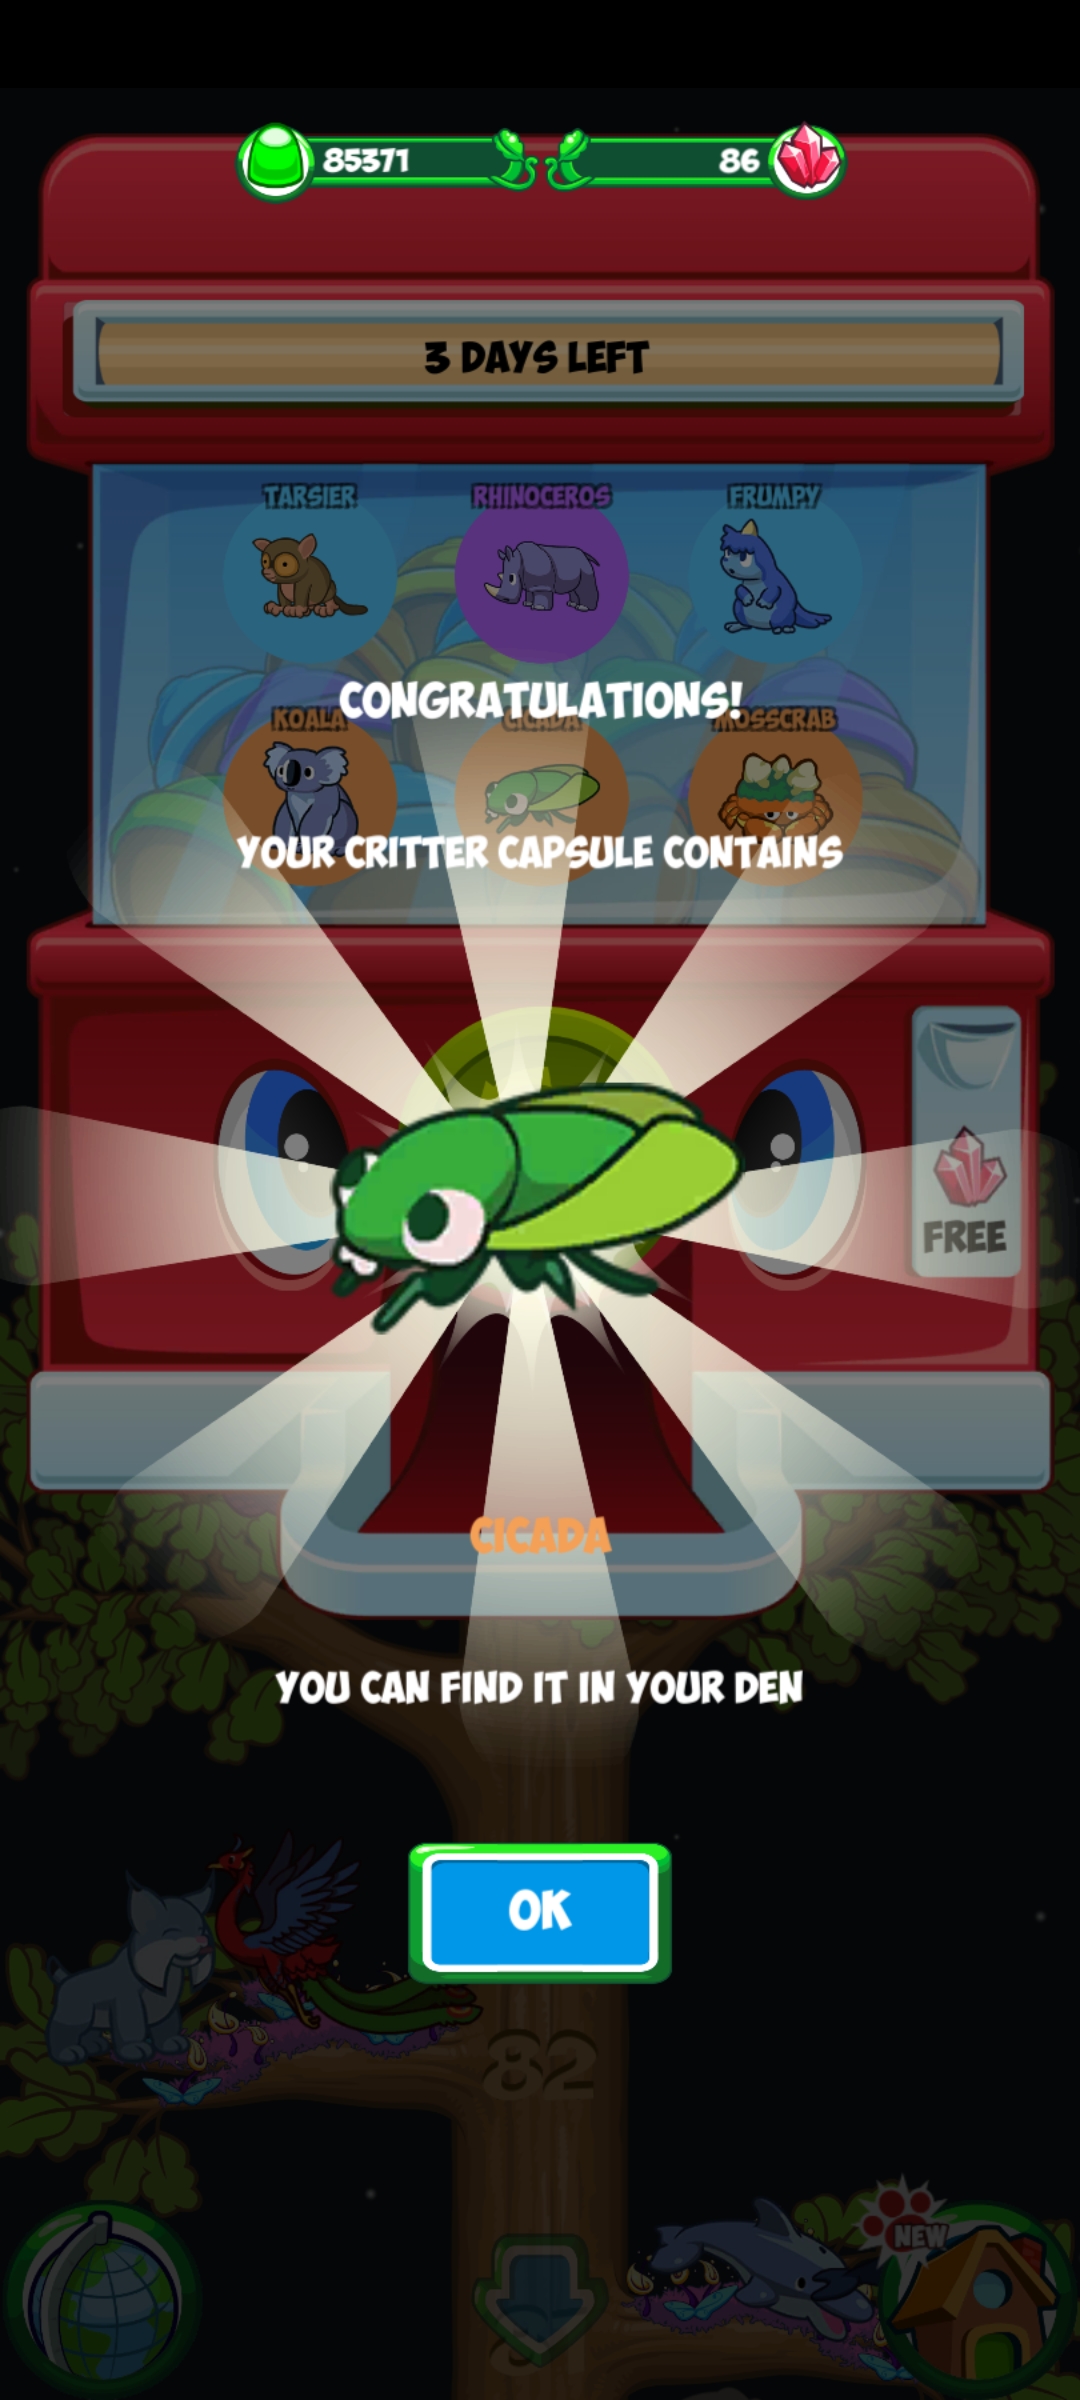 85371
86
3 DAYS LEFT
TARSIER
RHINOCEROS
FRUMPY
CONGRATULATIONS!
KOALA
CICADA
MOSSCRAB
YOUR CRITTER CAPSULE CONTAINS
FREE
CICADA
YOU CAN FIND IT IN YOUR DEN
OK
82
NEW